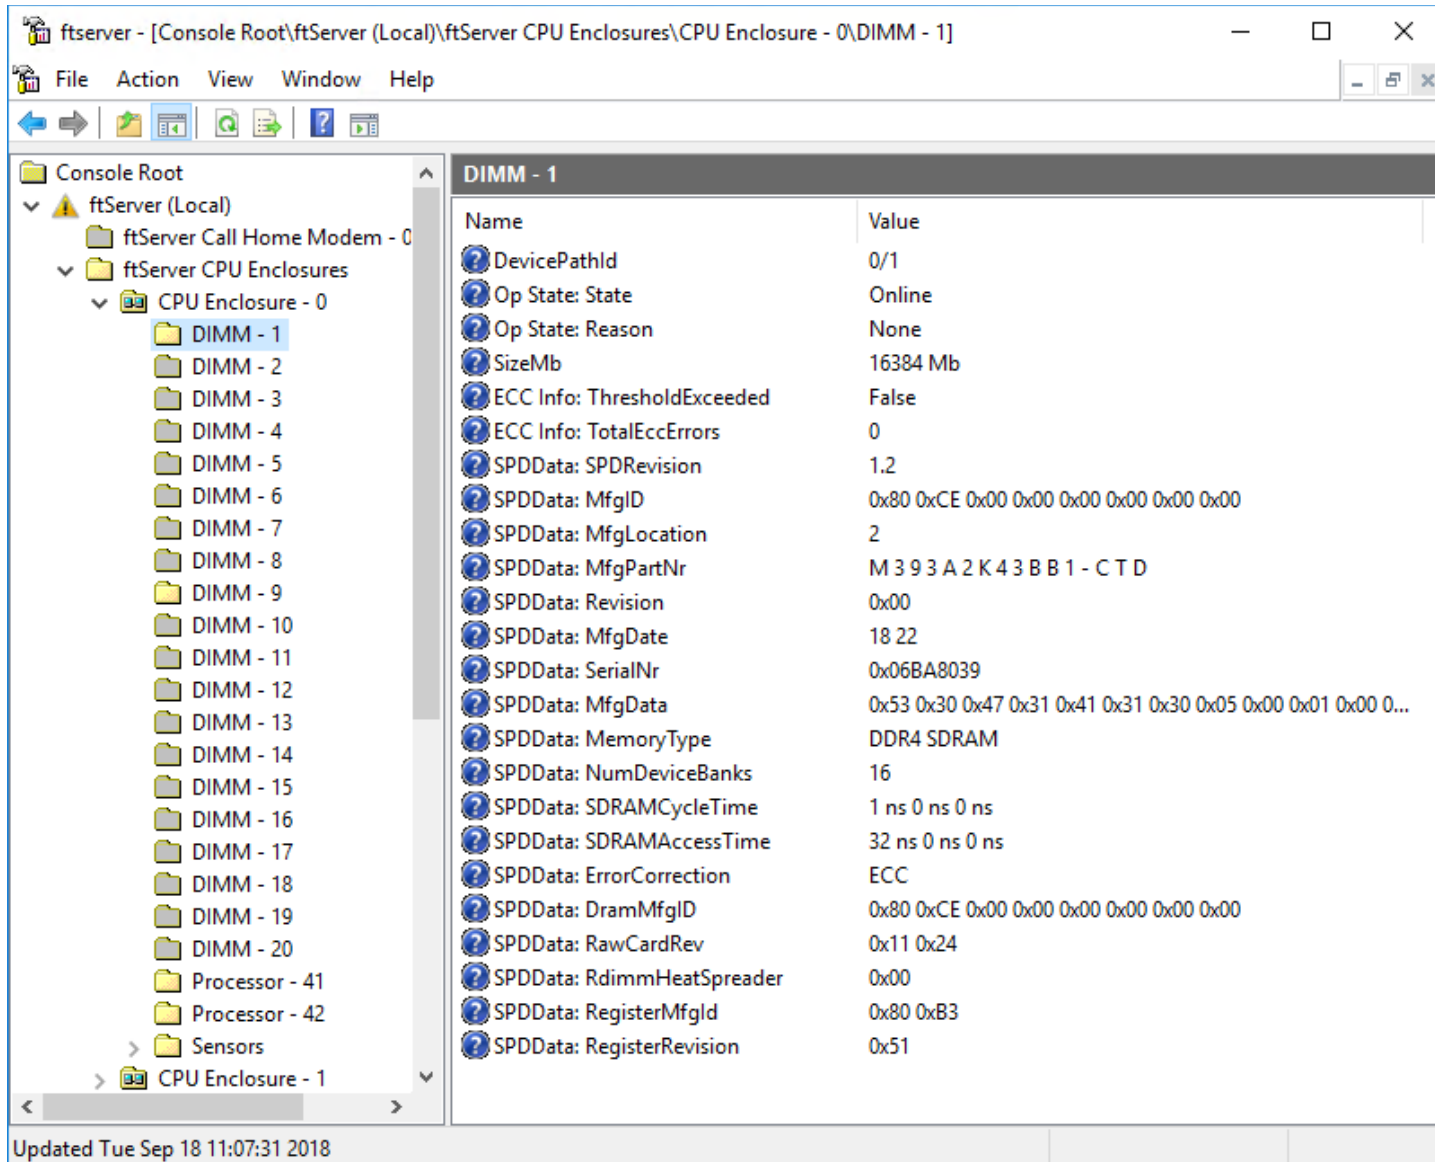 ftserver - [Console Root\ftServer (Local)\ftServer CPU Enclosures\CPU Enclosure - 0\DIMM - 1]
File Action View Window Help
Console Root
ftServer (Local)
ftServer Call Home Modem - 0
ftServer CPU Enclosures
CPU Enclosure - 0
DIMM - 1
DIMM - 2
DIMM - 3
DIMM - 4
DIMM - 5
DIMM - 6
DIMM - 7
DIMM - 8
DIMM - 9
DIMM - 10
DIMM - 11
DIMM - 12
DIMM - 13
DIMM - 14
DIMM - 15
DIMM - 16
DIMM - 17
DIMM - 18
DIMM - 19
DIMM - 20
Processor - 41
Processor - 42
Sensors
CPU Enclosure - 1
DIMM - 1
Name Value
DevicePathId 0/1
Op State: State Online
Op State: Reason None
SizeMb 16384 Mb
ECC Info: ThresholdExceeded False
ECC Info: TotalEccErrors 0
SPDData: SPDRevision 1.2
SPDData: MfgID 0x80 0xCE 0x00 0x00 0x00 0x00 0x00 0x00
SPDData: MfgLocation 2
SPDData: MfgPartNr M 3 9 3 A 2 K 4 3 B B 1 - C T D
SPDData: Revision 0x00
SPDData: MfgDate 18 22
SPDData: SerialNr 0x06BA8039
SPDData: MfgData 0x53 0x30 0x47 0x31 0x41 0x31 0x30 0x05 0x00 0x01 0x00 0...
SPDData: MemoryType DDR4 SDRAM
SPDData: NumDeviceBanks 16
SPDData: SDRAMCycleTime 1 ns 0 ns 0 ns
SPDData: SDRAMAccessTime 32 ns 0 ns 0 ns
SPDData: ErrorCorrection ECC
SPDData: DramMfgID 0x80 0xCE 0x00 0x00 0x00 0x00 0x00 0x00
SPDData: RawCardRev 0x11 0x24
SPDData: RdimmHeatSpreader 0x00
SPDData: RegisterMfgId 0x80 0xB3
SPDData: RegisterRevision 0x51
Updated Tue Sep 18 11:07:31 2018